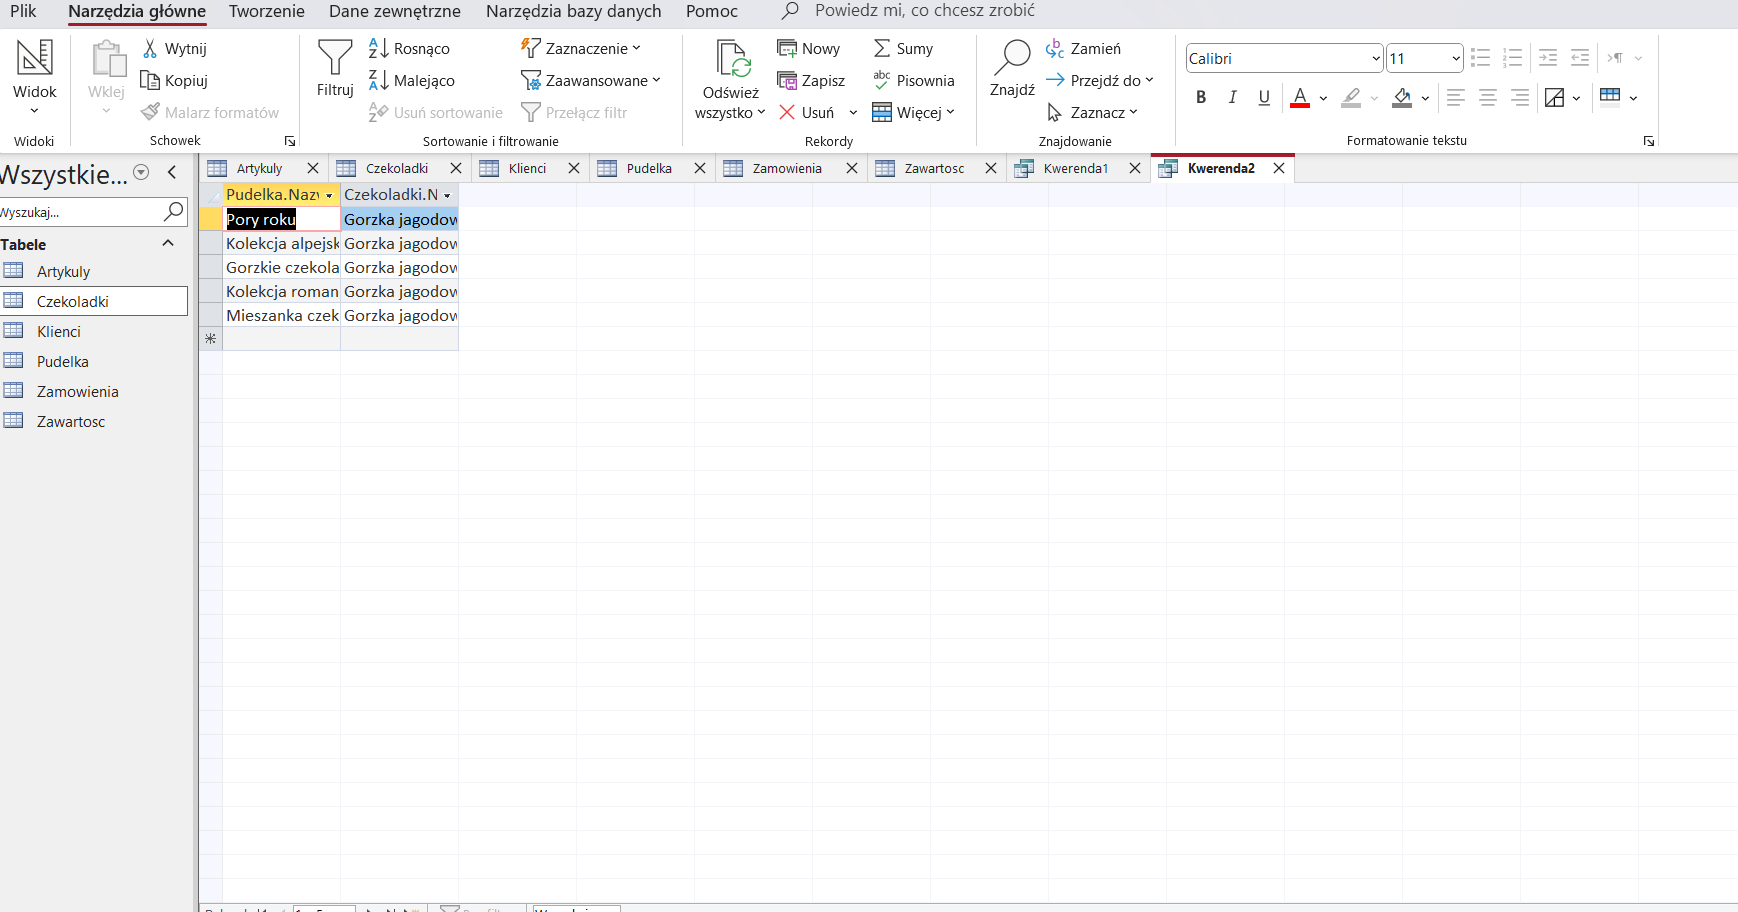 Plik Narzędzia główne Tworzenie Dane zewnętrzne Narzędzia bazy danych Pomoc Powiedz mi, co chcesz zrobić
Widok
Widoki
Wklej
Wytnij
Kopiuj
Malarz formatów
Schowek
Filtruj
Rosnąco
Malejąco
Usuń sortowanie
Zaznaczenie
Zaawansowane
Przełącz filtr
Sortowanie i filtrowanie
Odśwież
wszystko
Nowy
Zapisz
Usuń
Sumy
Pisownia
Więcej
Rekordy
Znajdź
Zamień
Przejdź do
Zaznacz
Znajdowanie
Calibri 11
B I U A
Formatowanie tekstu
Wszystkie...
Wyszukaj...
Tabele
Artykuly
Czekoladki
Klienci
Pudelka
Zamowienia
Zawartosc
Artykuly Czekoladki Klienci Pudelka Zamowienia Zawartosc Kwerenda1 Kwerenda2
Pudelka.Nazw Czekoladki.N
Pory roku Gorzka jagodow
Kolekcja alpejsk Gorzka jagodow
Gorzkie czekola Gorzka jagodow
Kolekcja roman Gorzka jagodow
Mieszanka czek Gorzka jagodow